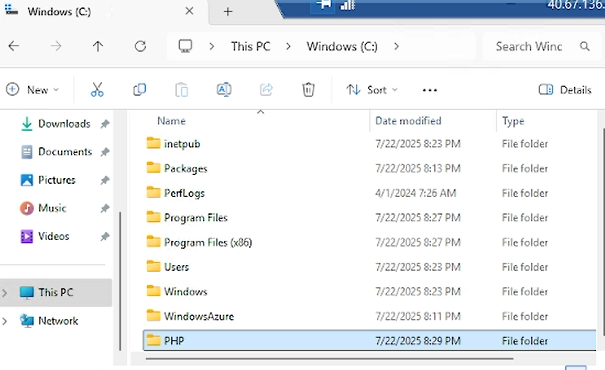 Windows (C:)
40.67.136.
This PC > Windows (C:) > Search Winc
New Sort ... Details
Name Date modified Type
Downloads
Documents
Pictures
Music
Videos
This PC
Network
inetpub 7/22/2025 8:23 PM File folder
Packages 7/22/2025 8:13 PM File folder
PerfLogs 4/1/2024 7:26 AM File folder
Program Files 7/22/2025 8:27 PM File folder
Program Files (x86) 7/22/2025 8:27 PM File folder
Users 7/22/2025 8:23 PM File folder
Windows 7/22/2025 8:23 PM File folder
WindowsAzure 7/22/2025 8:11 PM File folder
PHP 7/22/2025 8:29 PM File folder